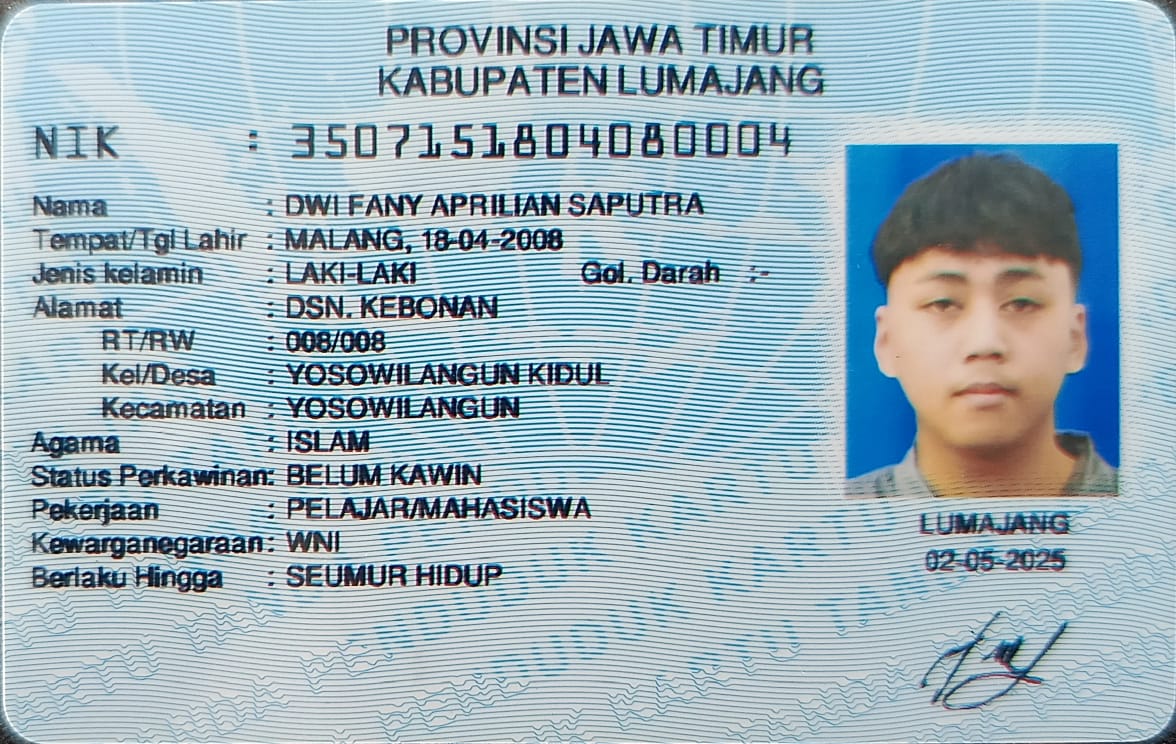 PROVINSI JAWA TIMUR
KABUPATEN LUMAJANG
NIK : 3507151804080004
Nama : DWI FANY APRILIAN SAPUTRA
Tempat/Tgl Lahir : MALANG, 18-04-2008
Jenis kelamin : LAKI-LAKI Gol. Darah :-
Alamat : DSN. KEBONAN
RT/RW : 008/008
Kel/Desa : YOSOWILANGUN KIDUL
Kecamatan : YOSOWILANGUN
Agama : ISLAM
Status Perkawinan: BELUM KAWIN
Pekerjaan : PELAJAR/MAHASISWA
Kewarganegaraan: WNI
Berlaku Hingga : SEUMUR HIDUP
LUMAJANG
02-05-2025